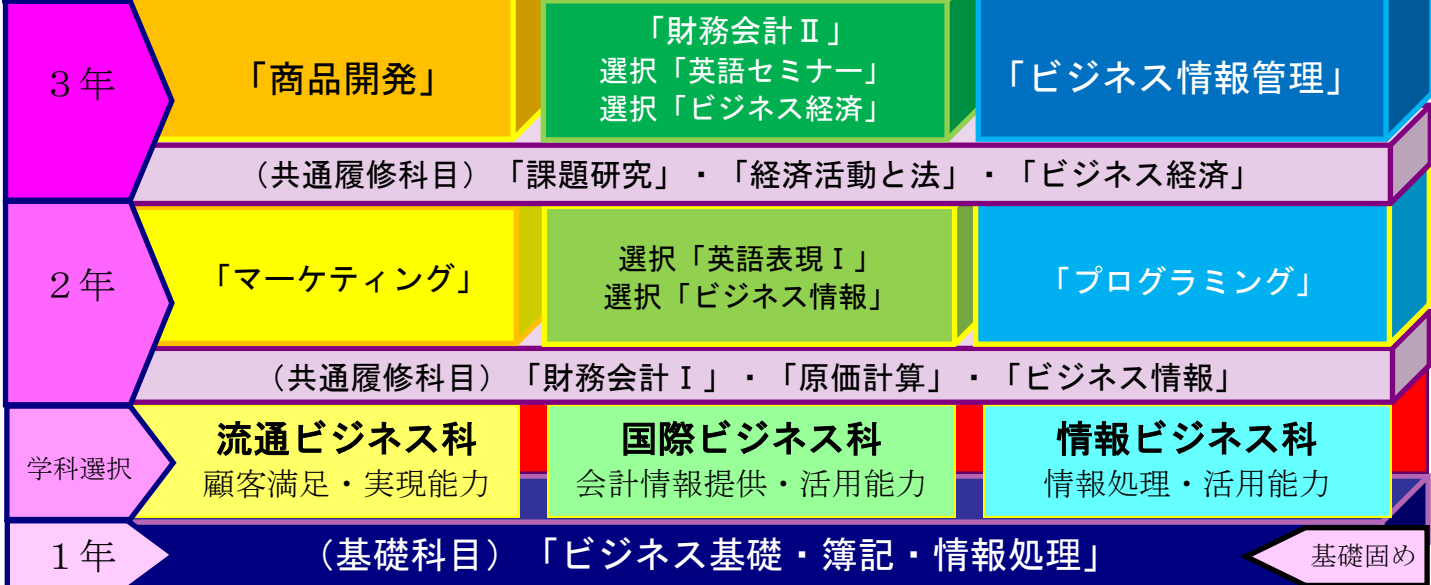 3年
「商品開発」
「財務会計Ⅱ」
選択「英語セミナー」
選択「ビジネス経済」
「ビジネス情報管理」
（共通履修科目）「課題研究」・「経済活動と法」・「ビジネス経済」
2年
「マーケティング」
選択「英語表現Ⅰ」
選択「ビジネス情報」
「プログラミング」
（共通履修科目）「財務会計Ⅰ」・「原価計算」・「ビジネス情報」
学科選択
流通ビジネス科
顧客満足・実現能力
国際ビジネス科
会計情報提供・活用能力
情報ビジネス科
情報処理・活用能力
1年
（基礎科目）「ビジネス基礎・簿記・情報処理」
基礎固め